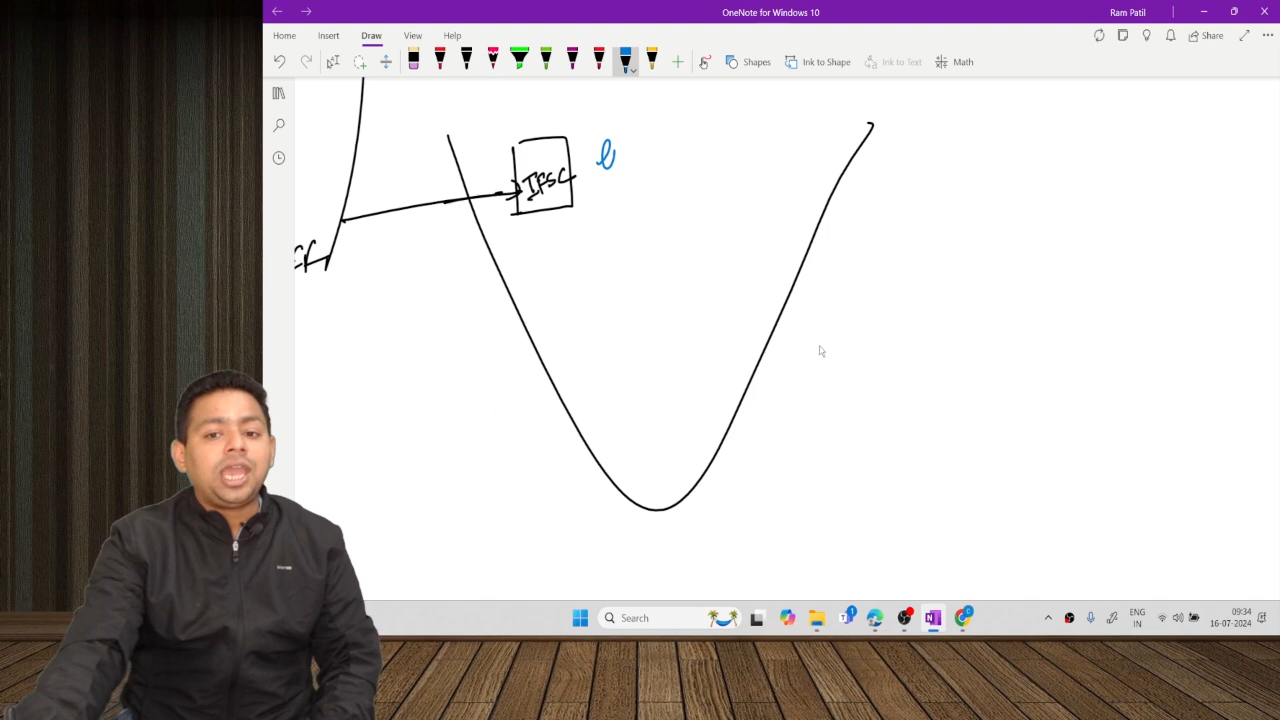 OneNote for Windows 10
Ram Patil
Home Insert Draw View Help
Share
Shapes Ink to Shape Ink to Text Math
IFSC
Search
1
ENG
IN
09:34
16-07-2024